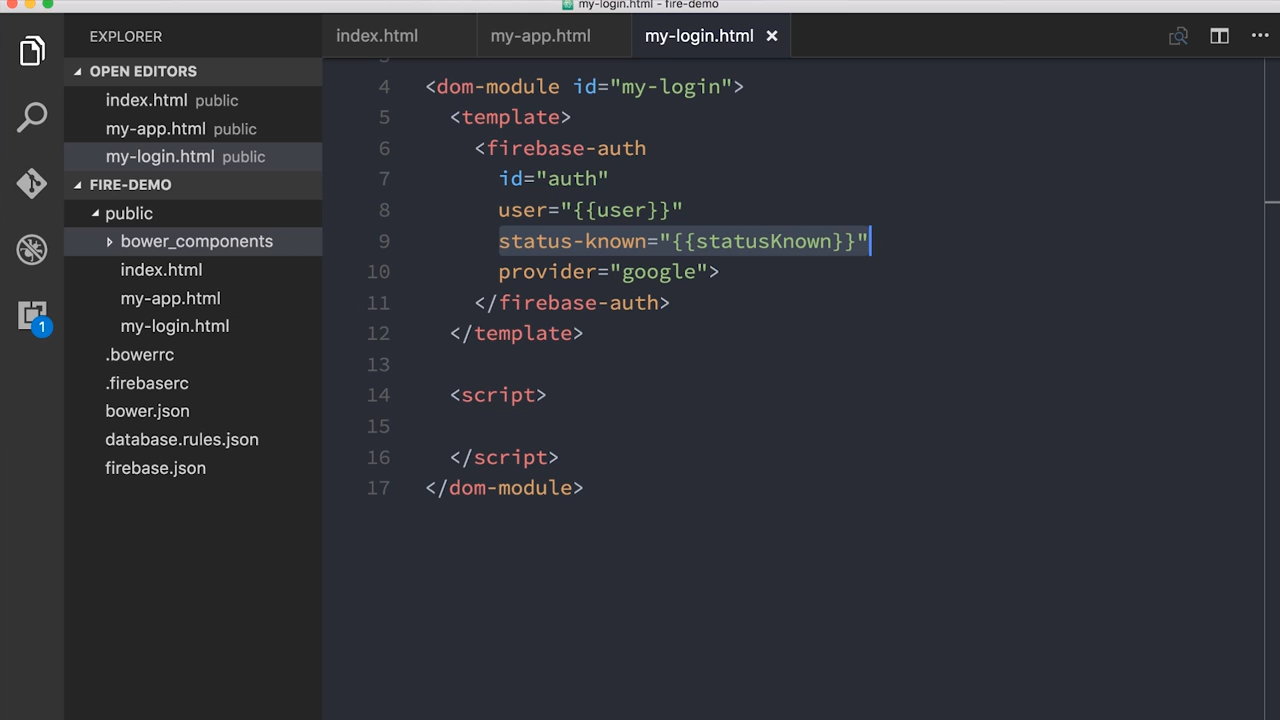 my-login.html - fire-demo
EXPLORER
OPEN EDITORS
index.html public
my-app.html public
my-login.html public
FIRE-DEMO
public
bower_components
index.html
my-app.html
my-login.html
.bowerrc
.firebaserc
bower.json
database.rules.json
firebase.json
1
index.html my-app.html my-login.html ×
4 <dom-module id="my-login">
5 <template>
6 <firebase-auth
7 id="auth"
8 user="{{user}}"
9 status-known="{{statusKnown}}"
10 provider="google">
11 </firebase-auth>
12 </template>
13
14 <script>
15
16 </script>
17 </dom-module>